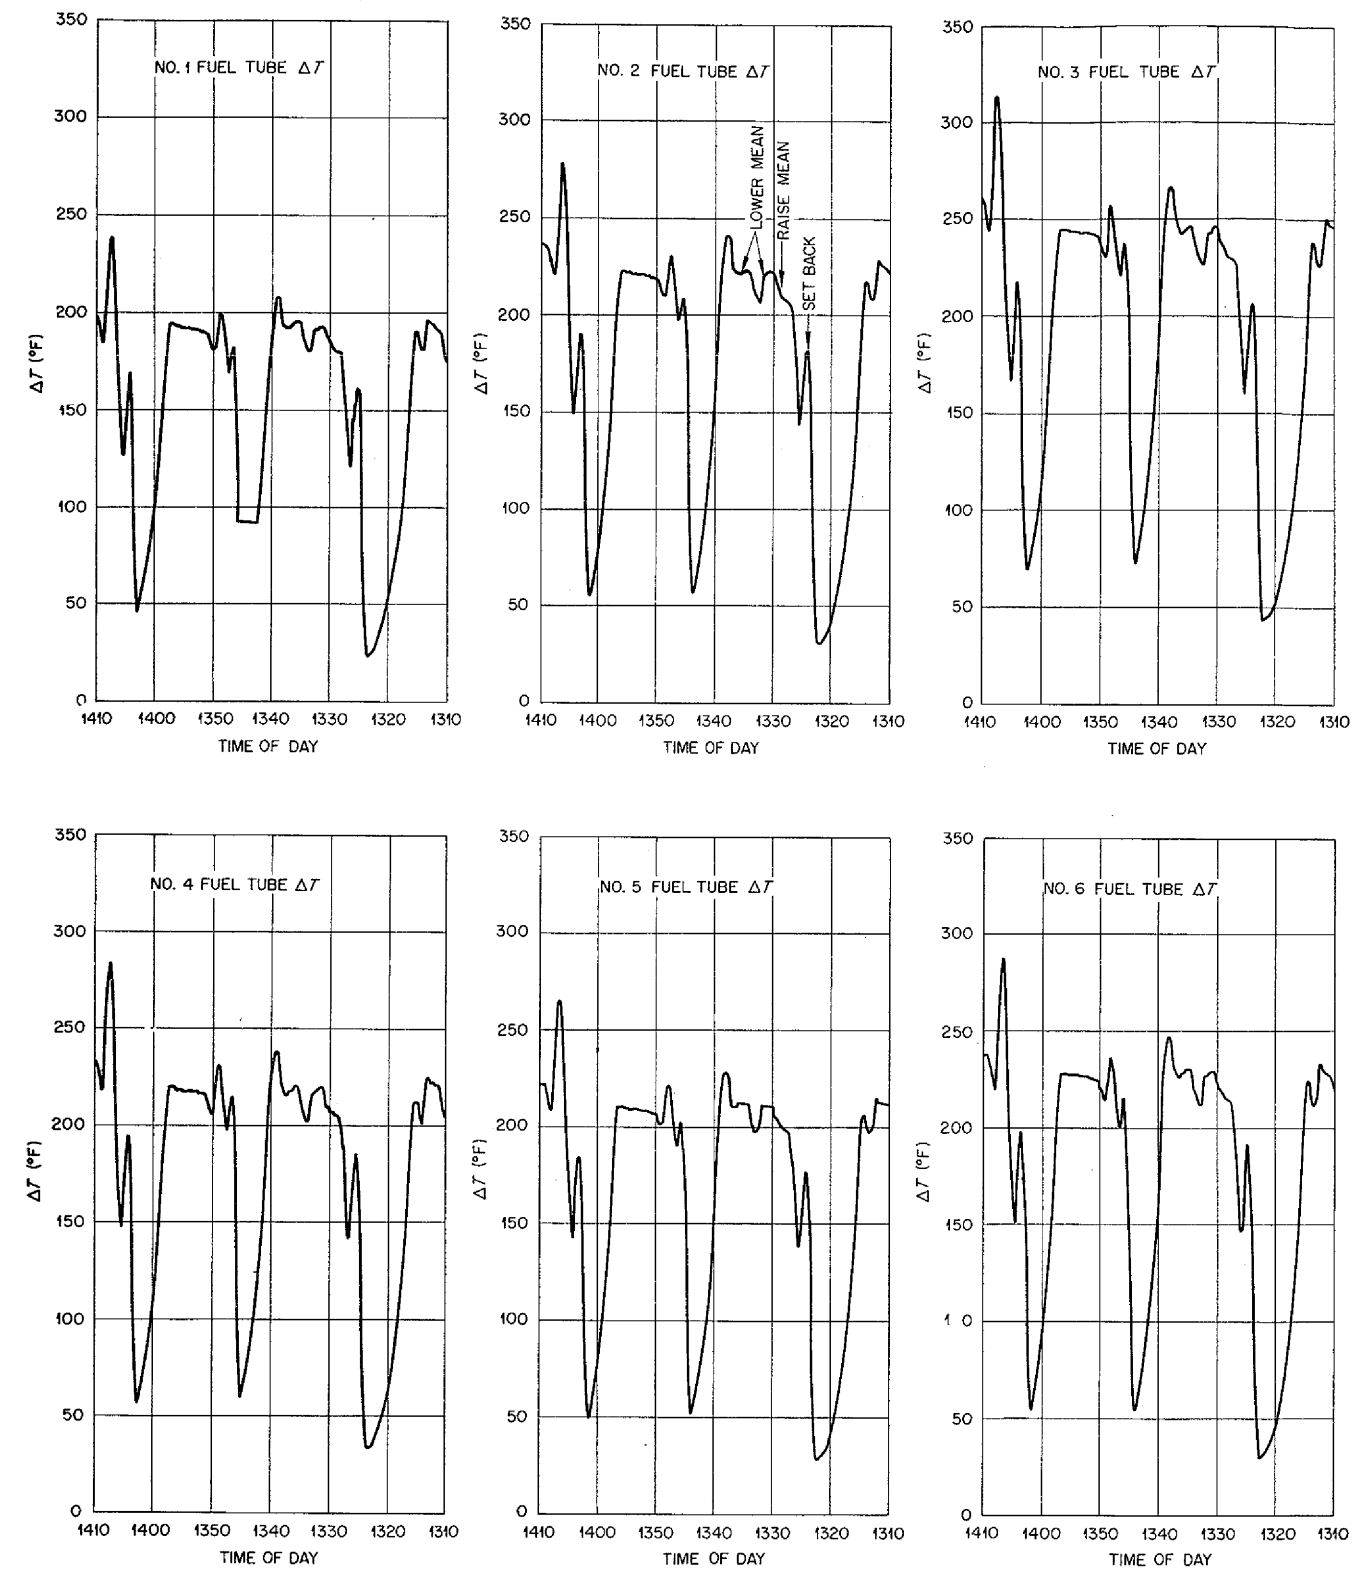 NO. 1 FUEL TUBE ΔT
350
300
250
200
150
100
50
0
ΔT (°F)
1410 1400 1350 1340 1330 1320 1310
TIME OF DAY
NO. 2 FUEL TUBE ΔT
350
300
250
200
150
100
50
0
ΔT (°F)
LOWER MEAN
RAISE MEAN
SET BACK
1410 1400 1350 1340 1330 1320 1310
TIME OF DAY
NO. 3 FUEL TUBE ΔT
350
300
250
200
150
100
50
0
ΔT (°F)
1410 1400 1350 1340 1330 1320 1310
TIME OF DAY
NO. 4 FUEL TUBE ΔT
350
300
250
200
150
100
50
0
ΔT (°F)
1410 1400 1350 1340 1330 1320 1310
TIME OF DAY
NO. 5 FUEL TUBE ΔT
350
300
250
200
150
100
50
0
ΔT (°F)
1410 1400 1350 1340 1330 1320 1310
TIME OF DAY
NO. 6 FUEL TUBE ΔT
350
300
250
200
150
1 0
50
0
ΔT (°F)
1410 1400 1350 1340 1330 1320 1310
TIME OF DAY